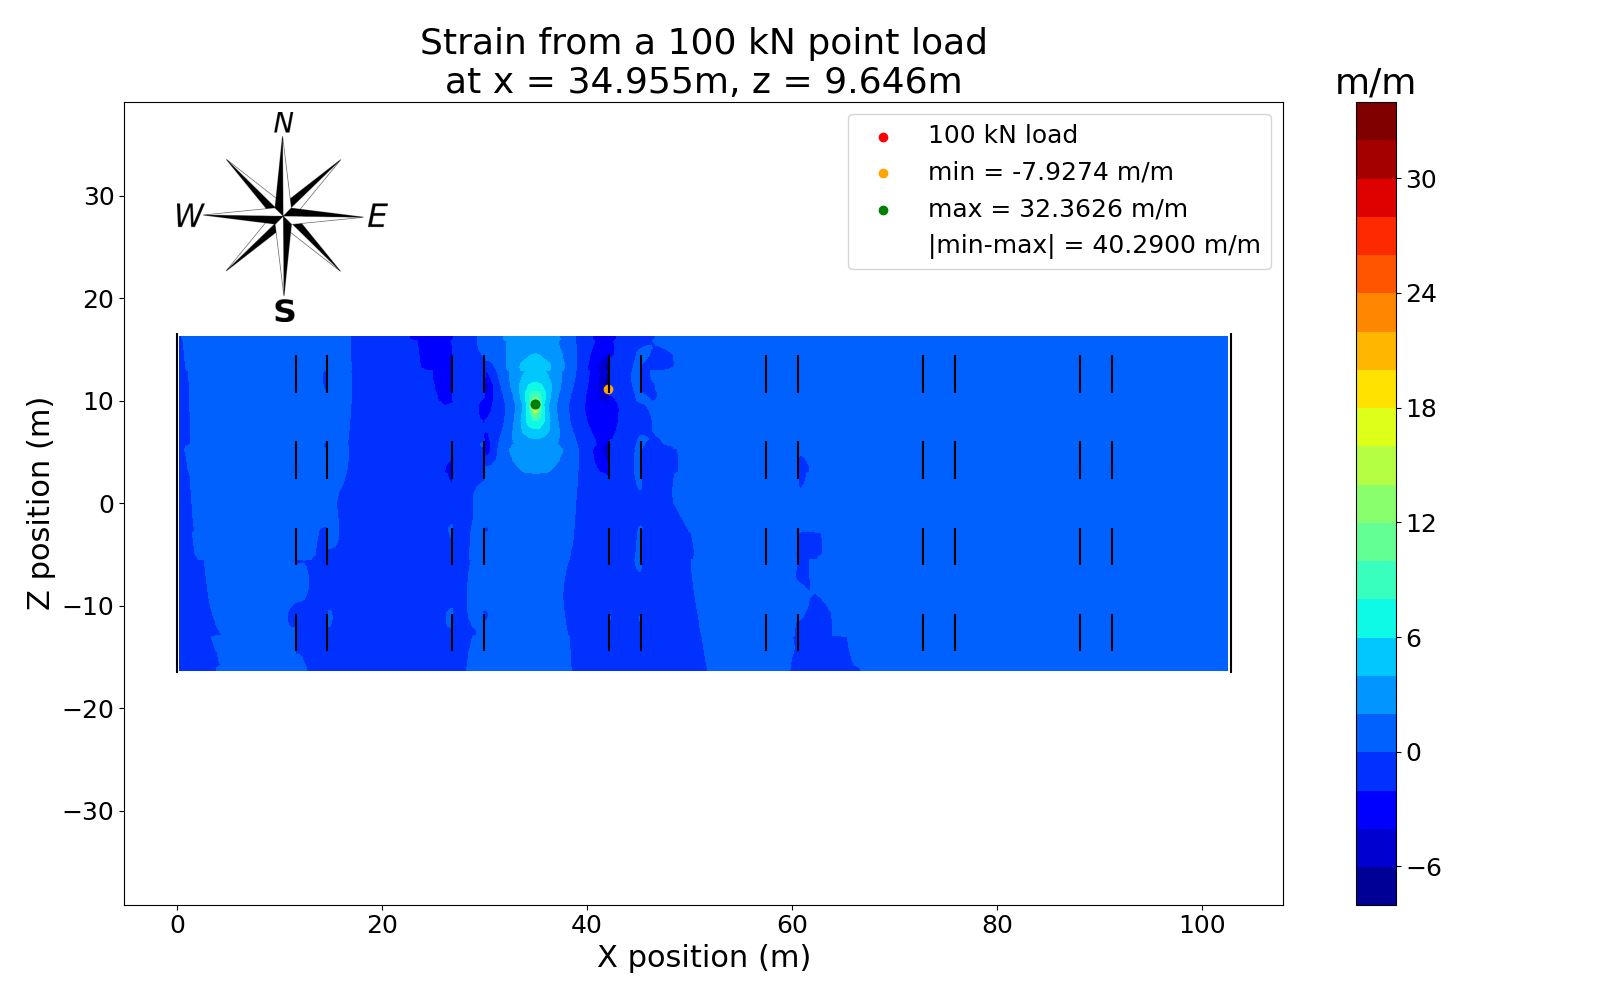 Strain from a 100 kN point load
at x = 34.955m, z = 9.646m
m/m
N
W
E
S
100 kN load
min = -7.9274 m/m
max = 32.3626 m/m
|min-max| = 40.2900 m/m
Z position (m)
30
20
10
0
−10
−20
−30
0
20
40
60
80
100
X position (m)
30
24
18
12
6
0
−6